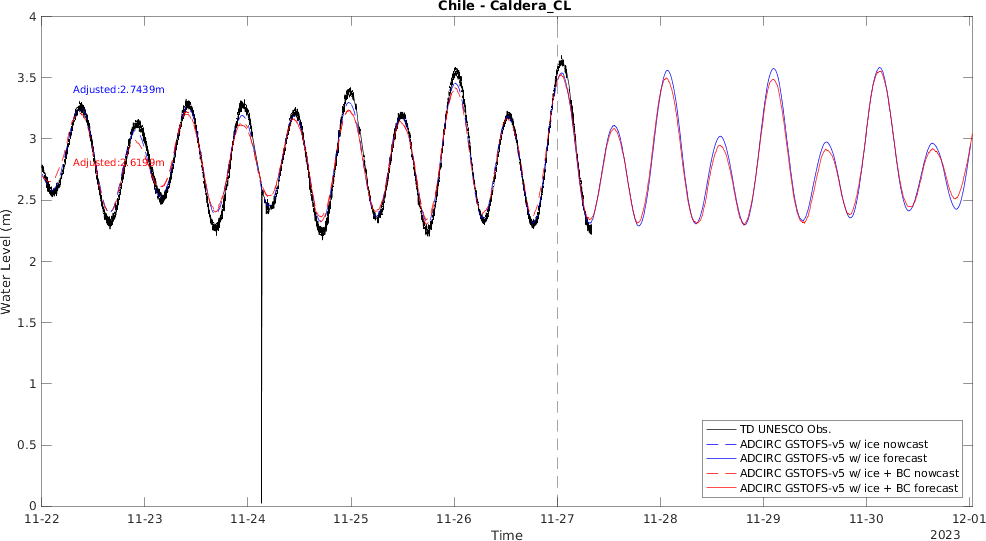 Chile - Caldera_CL
Water Level (m)
4
3.5
3
2.5
2
1.5
1
0.5
0
Adjusted:2.7439m
Adjusted:2.6199m
TD UNESCO Obs.
ADCIRC GSTOFS-v5 w/ ice nowcast
ADCIRC GSTOFS-v5 w/ ice forecast
ADCIRC GSTOFS-v5 w/ ice + BC nowcast
ADCIRC GSTOFS-v5 w/ ice + BC forecast
11-22 11-23 11-24 11-25 11-26 11-27 11-28 11-29 11-30 12-01
Time
2023